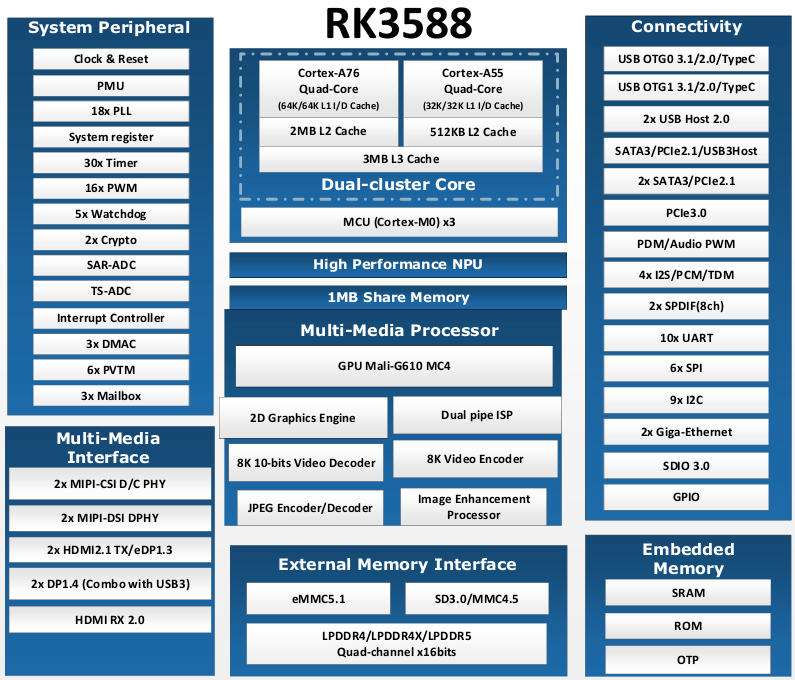 RK3588
System Peripheral
Clock & Reset
PMU
18x PLL
System register
30x Timer
16x PWM
5x Watchdog
2x Crypto
SAR-ADC
TS-ADC
Interrupt Controller
3x DMAC
6x PVTM
3x Mailbox
Multi-Media
Interface
2x MIPI-CSI D/C PHY
2x MIPI-DSI DPHY
2x HDMI2.1 TX/eDP1.3
2x DP1.4 (Combo with USB3)
HDMI RX 2.0
Cortex-A76
Quad-Core
(64K/64K L1 I/D Cache)
2MB L2 Cache
Cortex-A55
Quad-Core
(32K/32K L1 I/D Cache)
512KB L2 Cache
3MB L3 Cache
Dual-cluster Core
MCU (Cortex-M0) x3
High Performance NPU
1MB Share Memory
Multi-Media Processor
GPU Mali-G610 MC4
2D Graphics Engine
Dual pipe ISP
8K 10-bits Video Decoder
8K Video Encoder
JPEG Encoder/Decoder
Image Enhancement
Processor
External Memory Interface
eMMC5.1
SD3.0/MMC4.5
LPDDR4/LPDDR4X/LPDDR5
Quad-channel x16bits
Connectivity
USB OTG0 3.1/2.0/TypeC
USB OTG1 3.1/2.0/TypeC
2x USB Host 2.0
SATA3/PCIe2.1/USB3Host
2x SATA3/PCIe2.1
PCIe3.0
PDM/Audio PWM
4x I2S/PCM/TDM
2x SPDIF(8ch)
10x UART
6x SPI
9x I2C
2x Giga-Ethernet
SDIO 3.0
GPIO
Embedded
Memory
SRAM
ROM
OTP